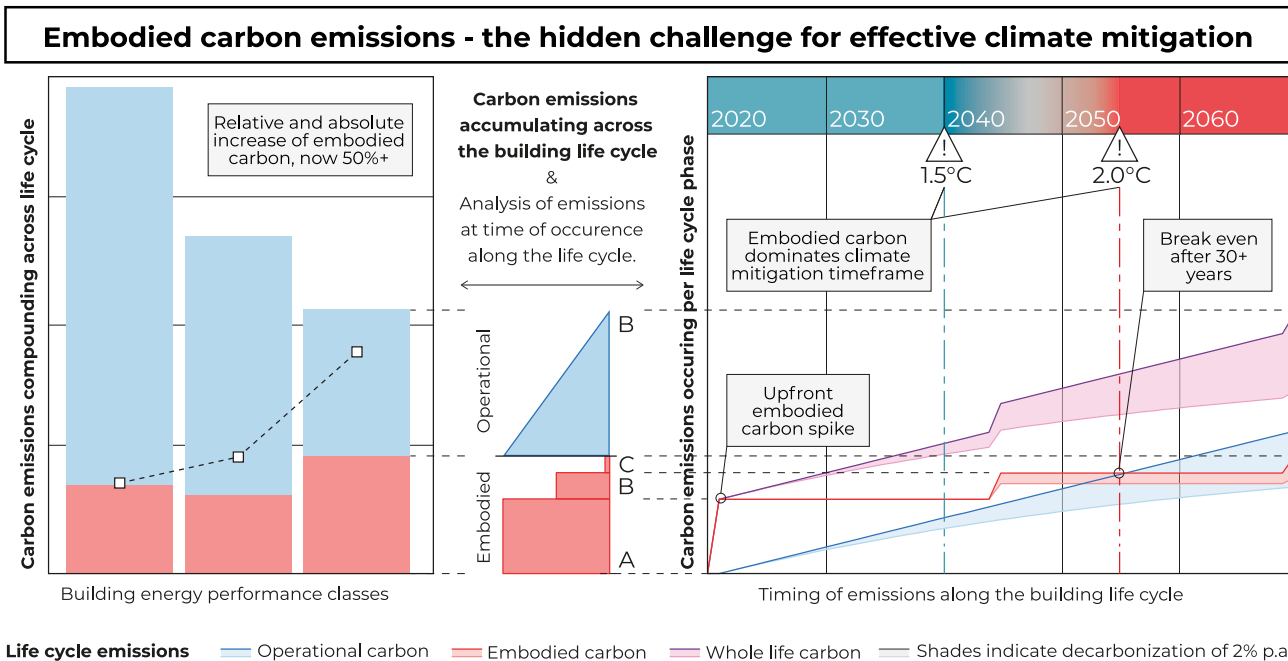 Embodied carbon emissions - the hidden challenge for effective climate mitigation
Carbon emissions compounding across life cycle
Relative and absolute
increase of embodied
carbon, now 50%+
Building energy performance classes
Carbon emissions
accumulating across
the building life cycle
&
Analysis of emissions
at time of occurence
along the life cycle.
Operational
B
Embodied
C
B
A
Carbon emissions occuring per life cycle phase
2020
2030
2040
2050
2060
!
1.5°C
!
2.0°C
Embodied carbon
dominates climate
mitigation timeframe
Break even
after 30+
years
Upfront
embodied
carbon spike
Timing of emissions along the building life cycle
Life cycle emissions
Operational carbon
Embodied carbon
Whole life carbon
Shades indicate decarbonization of 2% p.a